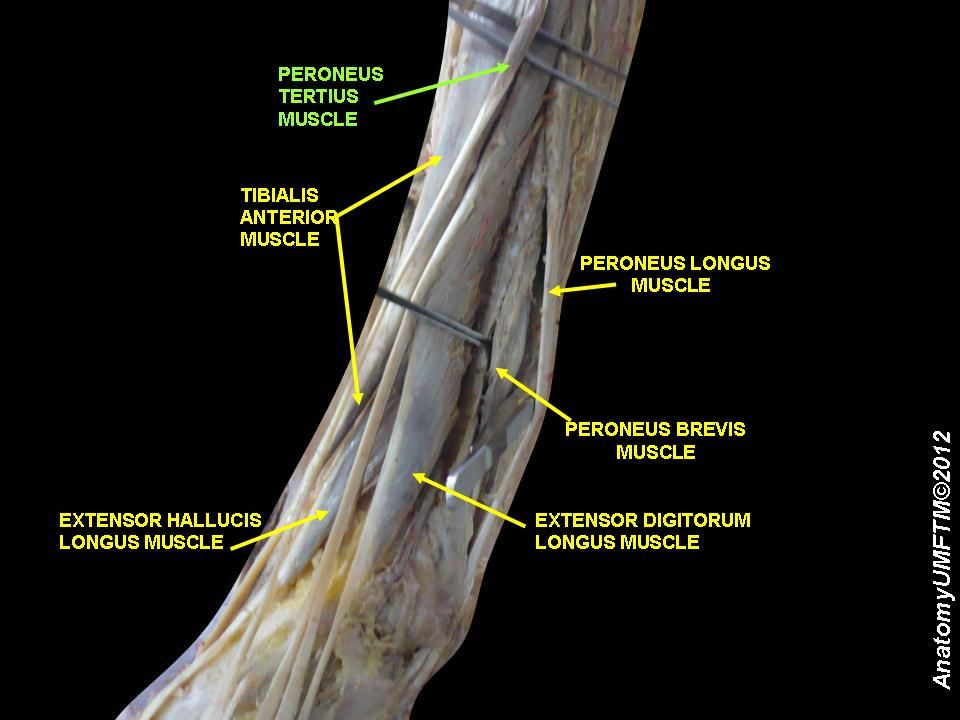 PERONEUS
TERTIUS
MUSCLE
TIBIALIS
ANTERIOR
MUSCLE
PERONEUS LONGUS
MUSCLE
PERONEUS BREVIS
MUSCLE
EXTENSOR HALLUCIS
LONGUS MUSCLE
EXTENSOR DIGITORUM
LONGUS MUSCLE
AnatomyUMFTM©2012